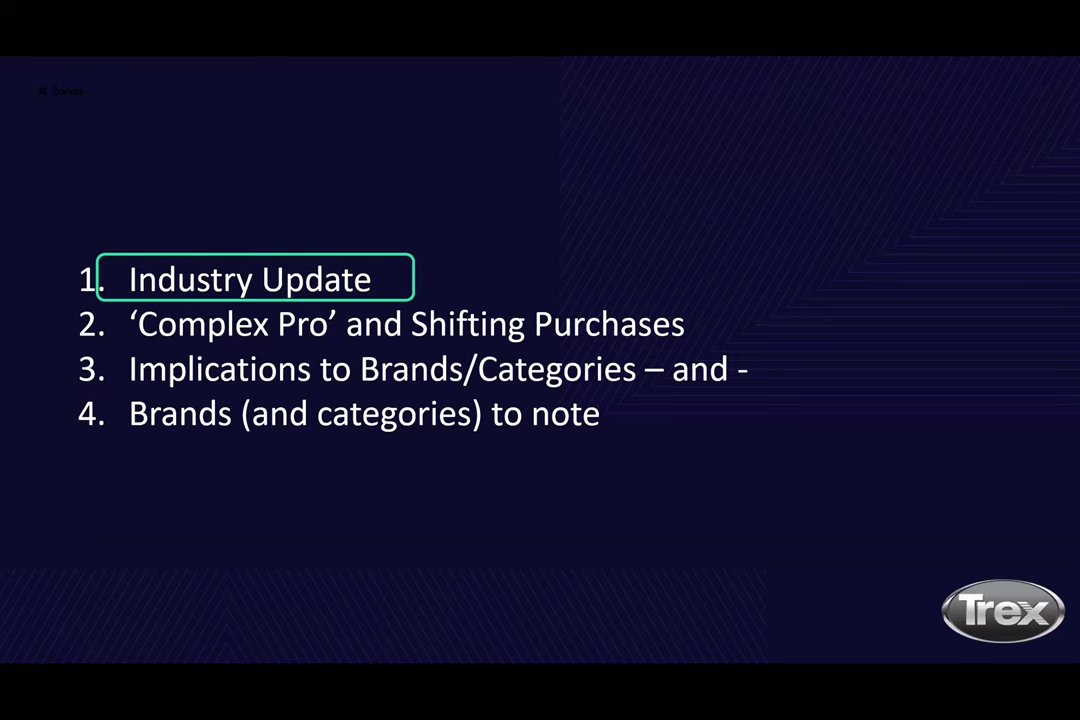 1. Industry Update
2. ‘Complex Pro’ and Shifting Purchases
3. Implications to Brands/Categories – and -
4. Brands (and categories) to note
Trex